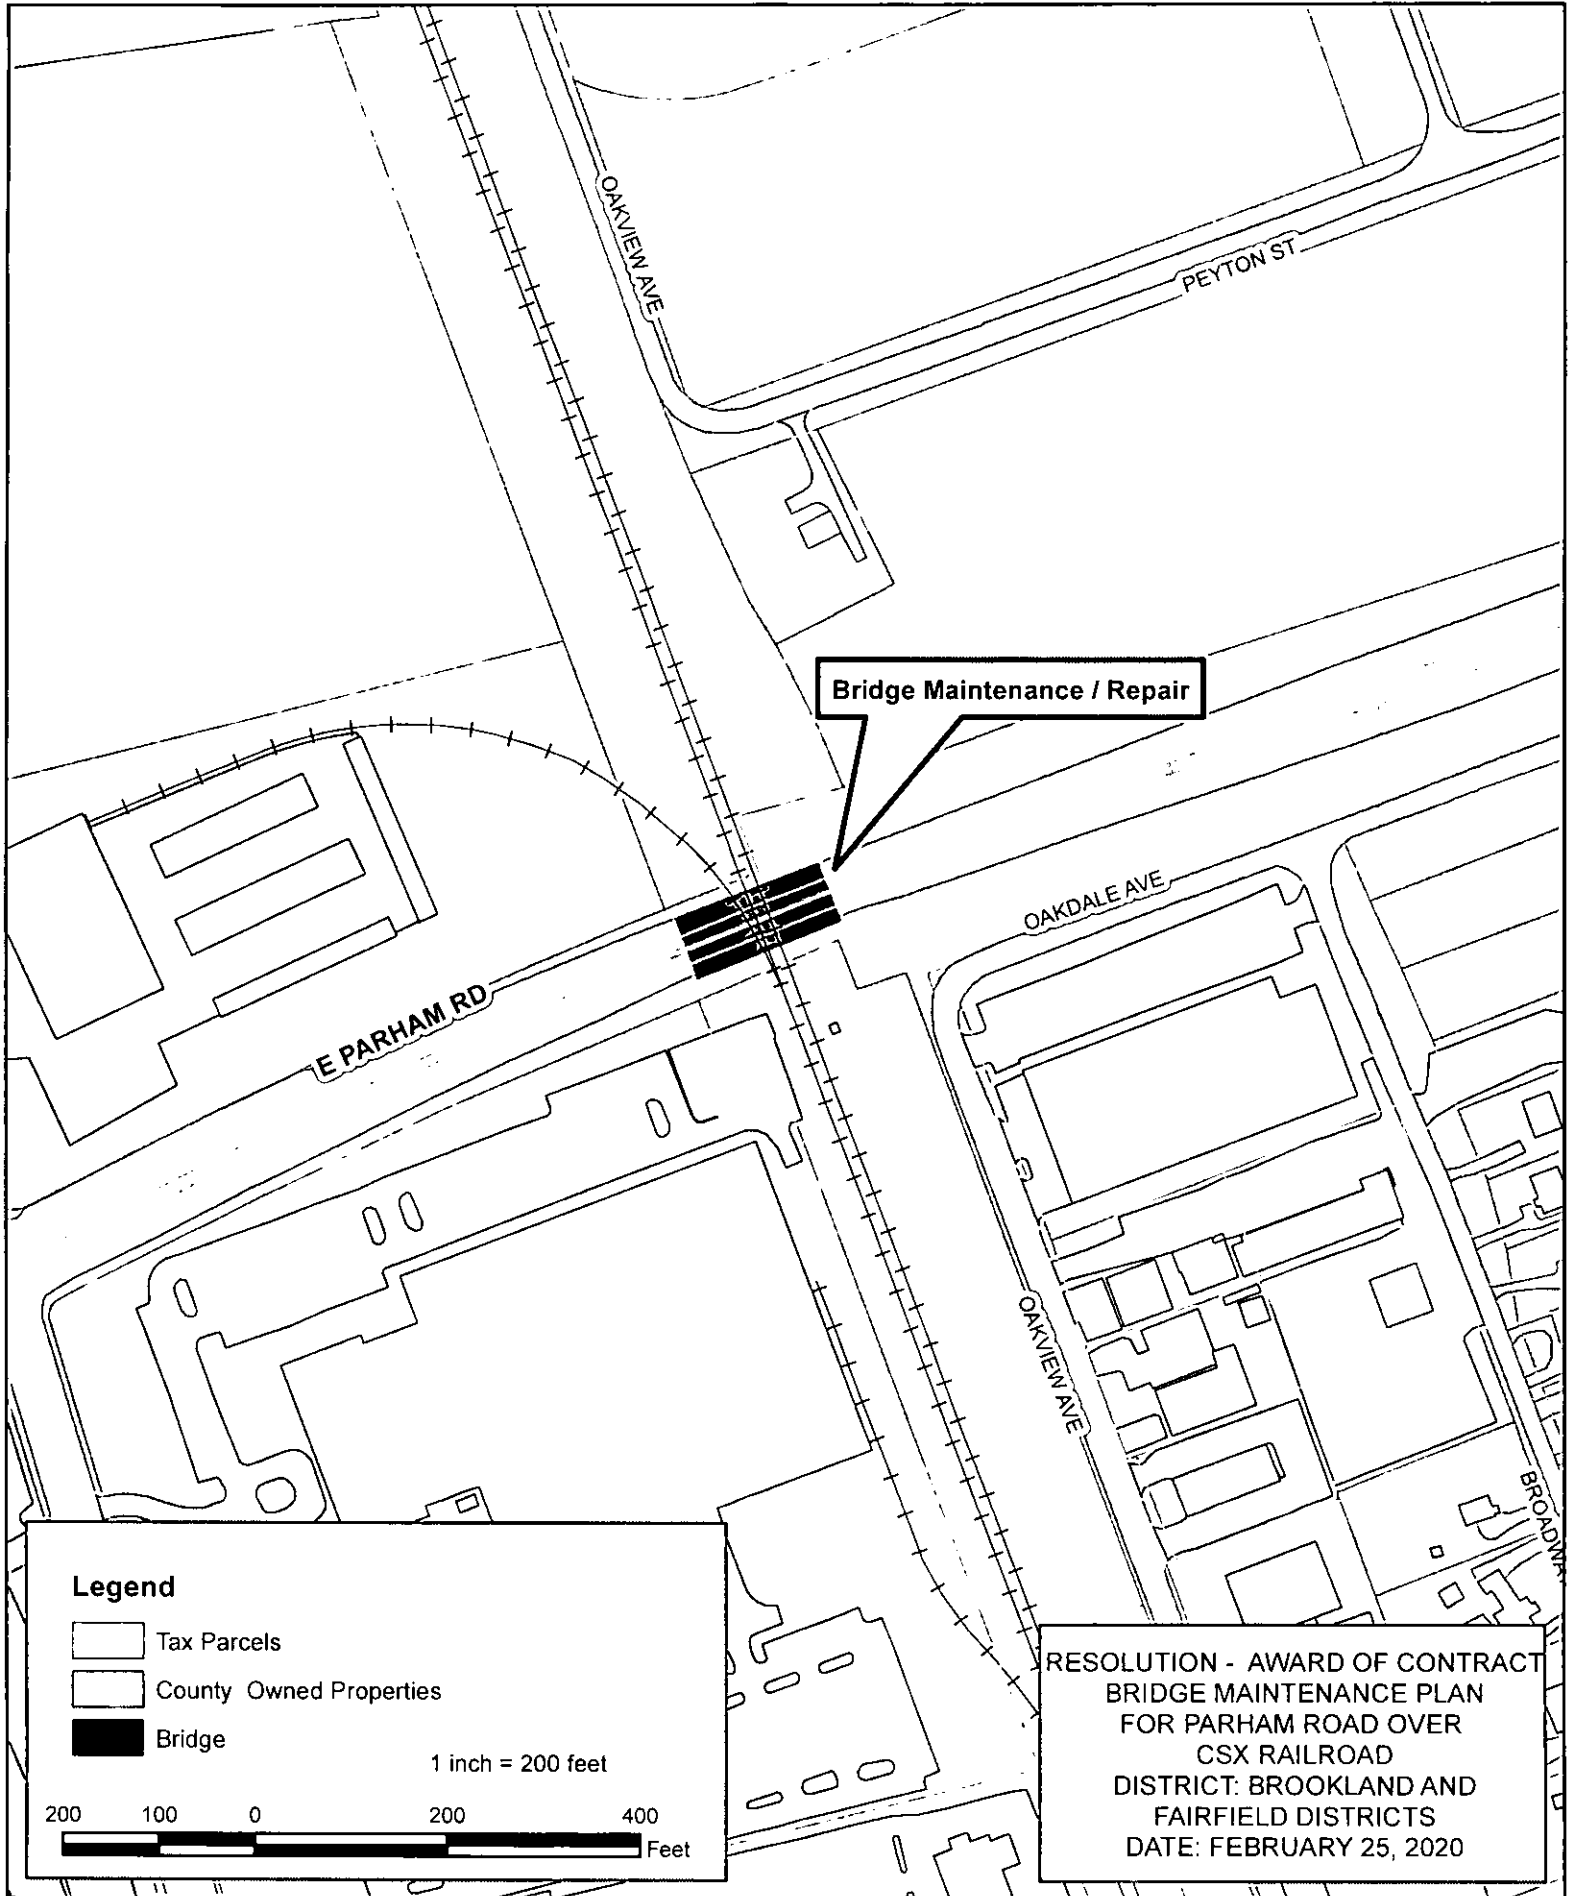 OAKVIEW AVE
PEYTON ST
Bridge Maintenance / Repair
OAKDALE AVE
E PARHAM RD
OAKVIEW AVE
BROADWA
Legend
Tax Parcels
County Owned Properties
Bridge
1 inch = 200 feet
200 100 0 200 400
Feet
RESOLUTION - AWARD OF CONTRACT
BRIDGE MAINTENANCE PLAN
FOR PARHAM ROAD OVER
CSX RAILROAD
DISTRICT: BROOKLAND AND
FAIRFIELD DISTRICTS
DATE: FEBRUARY 25, 2020